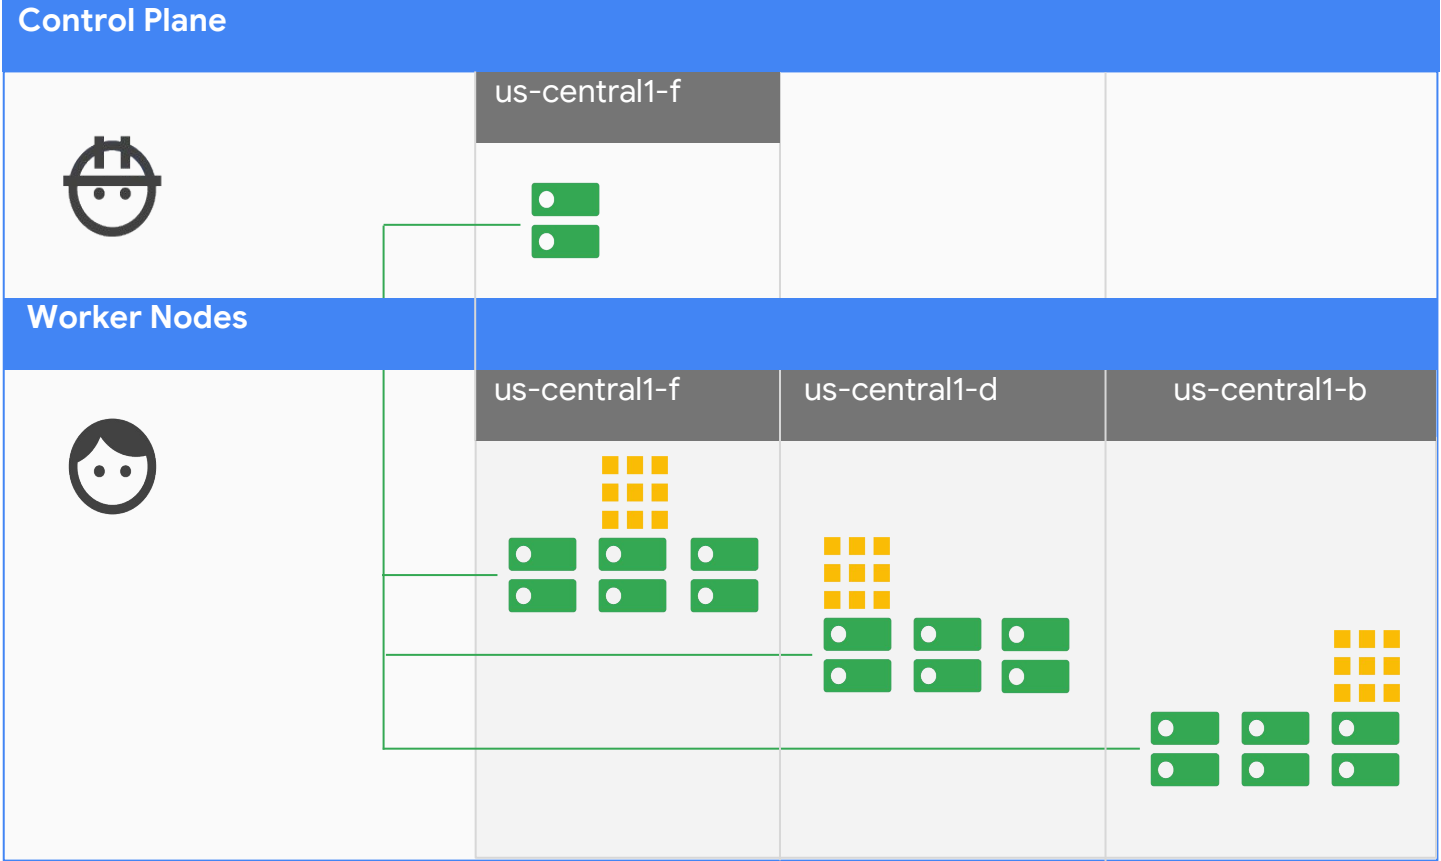 Control Plane
us-central1-f
Worker Nodes
us-central1-f
us-central1-d
us-central1-b